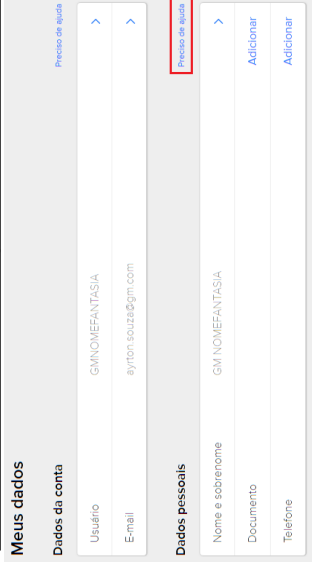 Meus dados
Dados da conta Preciso de ajuda
Usuário GMNOMEFANTASIA
E-mail ayrton.souza@gm.com
Dados pessoais Preciso de ajuda
Nome e sobrenome GM NOMEFANTASIA
Documento Adicionar
Telefone Adicionar